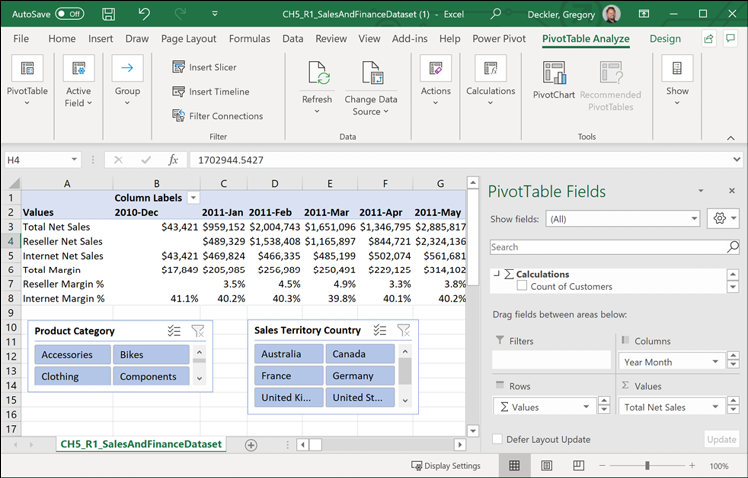 AutoSave Off CH5_R1_SalesAndFinanceDataset (1) - Excel Deckler, Gregory
File Home Insert Draw Page Layout Formulas Data Review View Add-ins Help Power Pivot PivotTable Analyze Design
PivotTable
Active Field
Group
Insert Slicer
Insert Timeline
Filter Connections
Filter
Refresh
Change Data Source
Data
Actions
Calculations
PivotChart
Recommended PivotTables
Tools
Show
H4 fx 1702944.5427
A B C D E F G
1 Column Labels
2 Values 2010-Dec 2011-Jan 2011-Feb 2011-Mar 2011-Apr 2011-May
3 Total Net Sales $43,421 $959,152 $2,004,743 $1,651,096 $1,346,795 $2,885,817
4 Reseller Net Sales $489,329 $1,538,408 $1,165,897 $844,721 $2,324,136
5 Internet Net Sales $43,421 $469,824 $466,335 $485,199 $502,074 $561,681
6 Total Margin $17,849 $205,985 $256,989 $250,491 $229,125 $314,102
7 Reseller Margin % 3.5% 4.5% 4.9% 3.3% 3.8%
8 Internet Margin % 41.1% 40.2% 40.3% 39.8% 40.1% 40.2%
9
10
11
12
13
14
15
16
17
Product Category
Accessories Bikes
Clothing Components
Sales Territory Country
Australia Canada
France Germany
United Ki... United St...
PivotTable Fields
Show fields: (All)
Search
Σ Calculations
Count of Customers
Drag fields between areas below:
Filters
Columns
Year Month
Rows
Σ Values
Σ Values
Total Net Sales
Defer Layout Update Update
CH5_R1_SalesAndFinanceDataset
Display Settings 100%